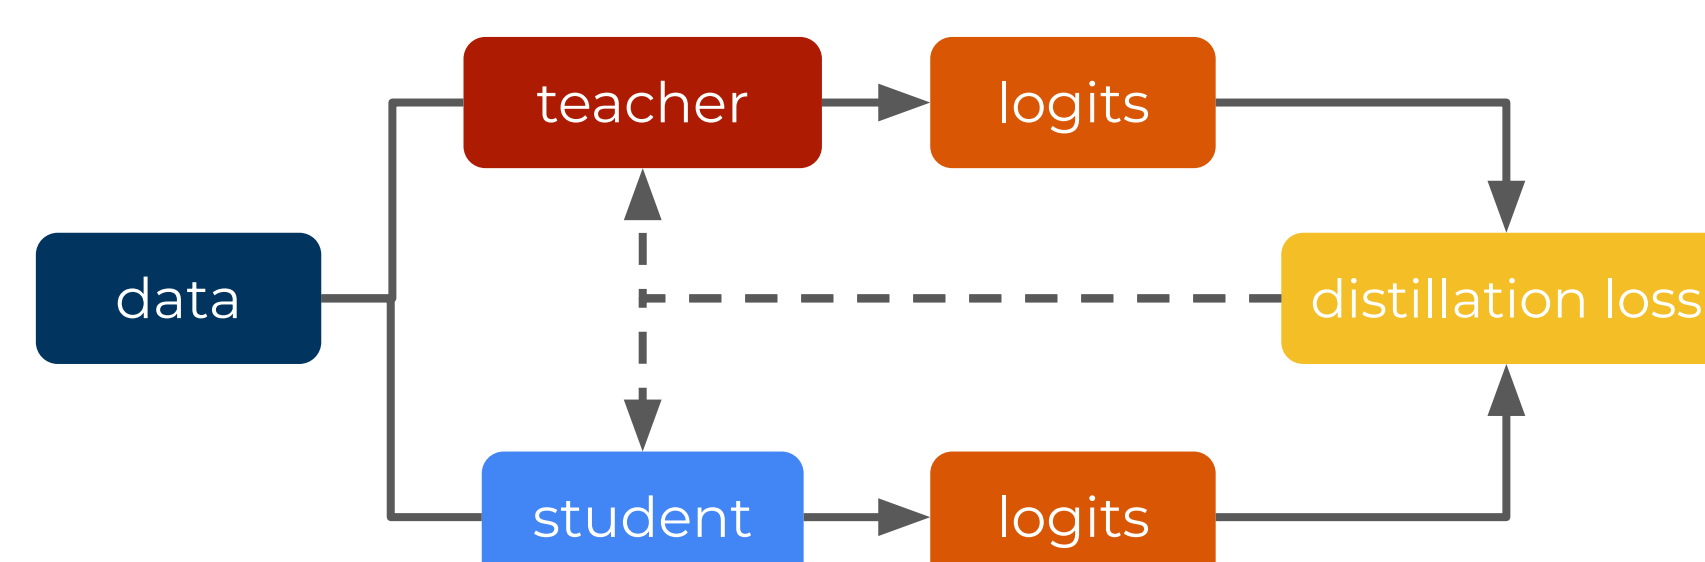 teacher
logits
data
distillation loss
student
logits